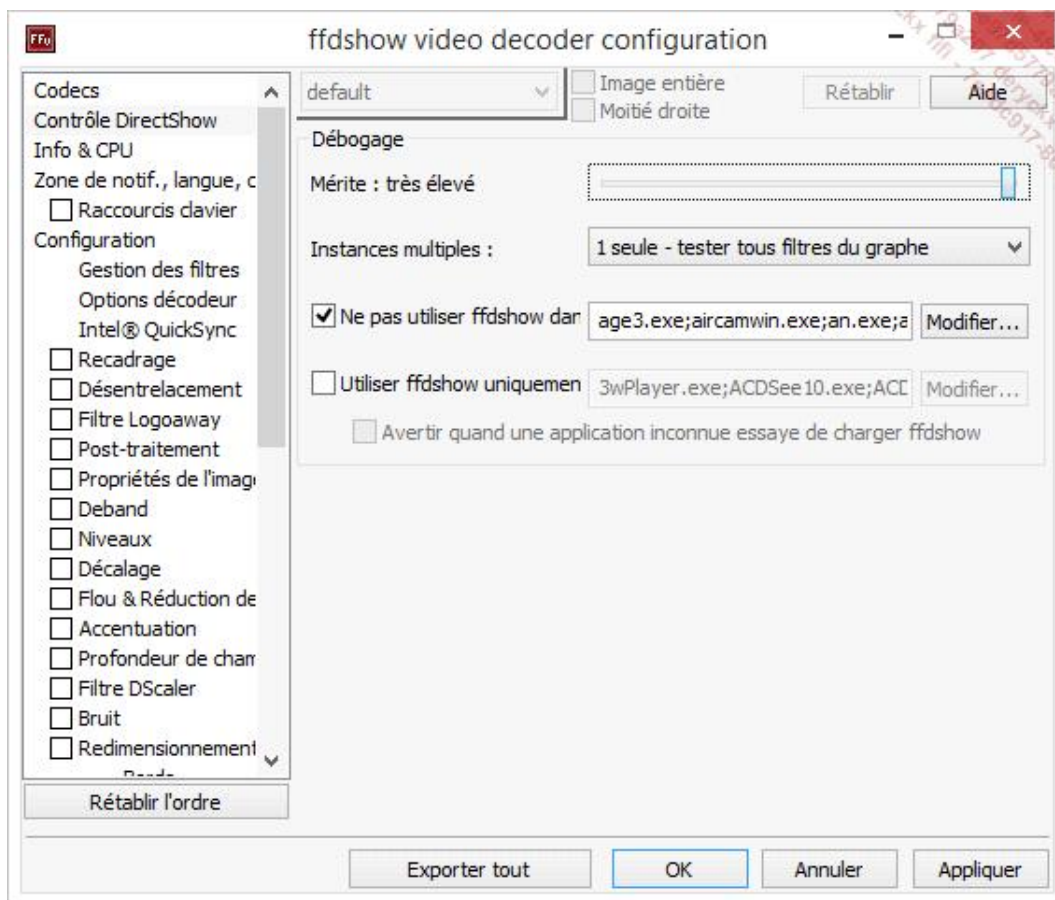 FFv
ffdshow video decoder configuration
Codecs
Contrôle DirectShow
Info & CPU
Zone de notif., langue, c
Raccourcis clavier
Configuration
Gestion des filtres
Options décodeur
Intel® QuickSync
Recadrage
Désentrelacement
Filtre Logoaway
Post-traitement
Propriétés de l'imag
Deband
Niveaux
Décalage
Flou & Réduction de
Accentuation
Profondeur de cham
Filtre DScaler
Bruit
Redimensionnement
Rétablir l'ordre
default
Image entière
Moitié droite
Rétablir
Aide
Débogage
Mérite : très élevé
Instances multiples :
1 seule - tester tous filtres du graphe
Ne pas utiliser ffdshow dan
age3.exe;aircamwin.exe;an.exe;a
Modifier...
Utiliser ffdshow uniquemen
3wPlayer.exe;ACDSee10.exe;ACD
Modifier...
Avertir quand une application inconnue essaye de charger ffdshow
Exporter tout
OK
Annuler
Appliquer